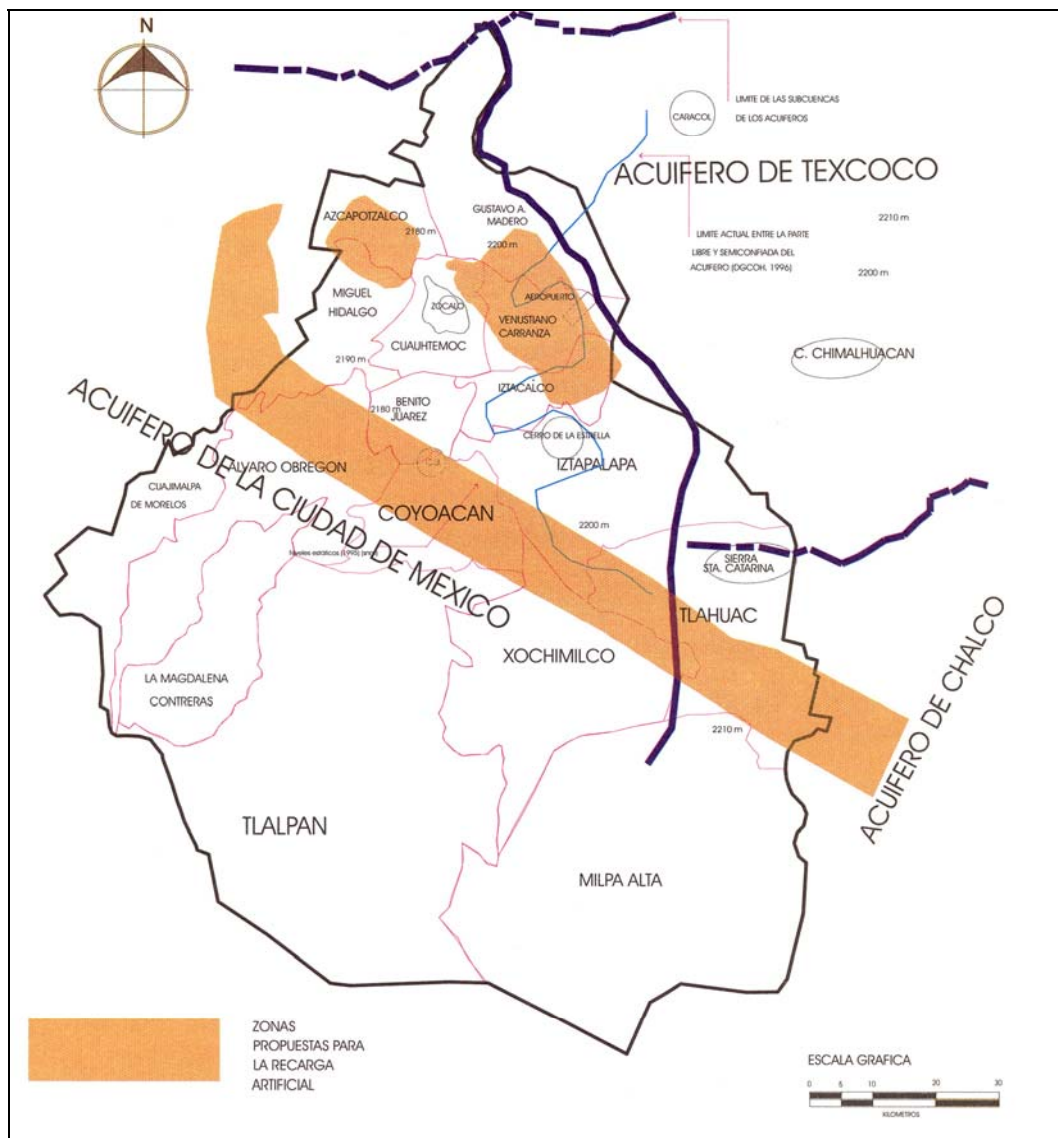 N
LIMITE DE LAS SUBCUENCAS
DE LOS ACUIFEROS
CARACOL
ACUIFERO DE TEXCOCO
AZCAPOTZALCO
2180 m
GUSTAVO A.
MADERO
2200 m
2210 m
LIMITE ACTUAL ENTRE LA PARTE
LIBRE Y SEMICONFIADA DEL
ACUIFERO (DGCOH, 1996)
2200 m
MIGUEL
HIDALGO
ZOCALO
AEROPUERTO
VENUSTIANO
CARRANZA
CUAUHTEMOC
2190 m
C. CHIMALHUACAN
IZTACALCO
BENITO
JUAREZ
2180 m
CERRO DE LA ESTRELLA
IZTAPALAPA
ACUIFERO DE LA CIUDAD DE MEXICO
ALVARO OBREGON
CUAJIMALPA
DE MORELOS
COYOACAN
2200 m
Niveles estáticos (1995) (snm)
SIERRA
STA. CATARINA
TLAHUAC
XOCHIMILCO
LA MAGDALENA
CONTRERAS
2210 m
ACUIFERO DE CHALCO
TLALPAN
MILPA ALTA
ZONAS
PROPUESTAS PARA
LA RECARGA
ARTIFICIAL
ESCALA GRAFICA
0 5 10 20 30
KILOMETROS